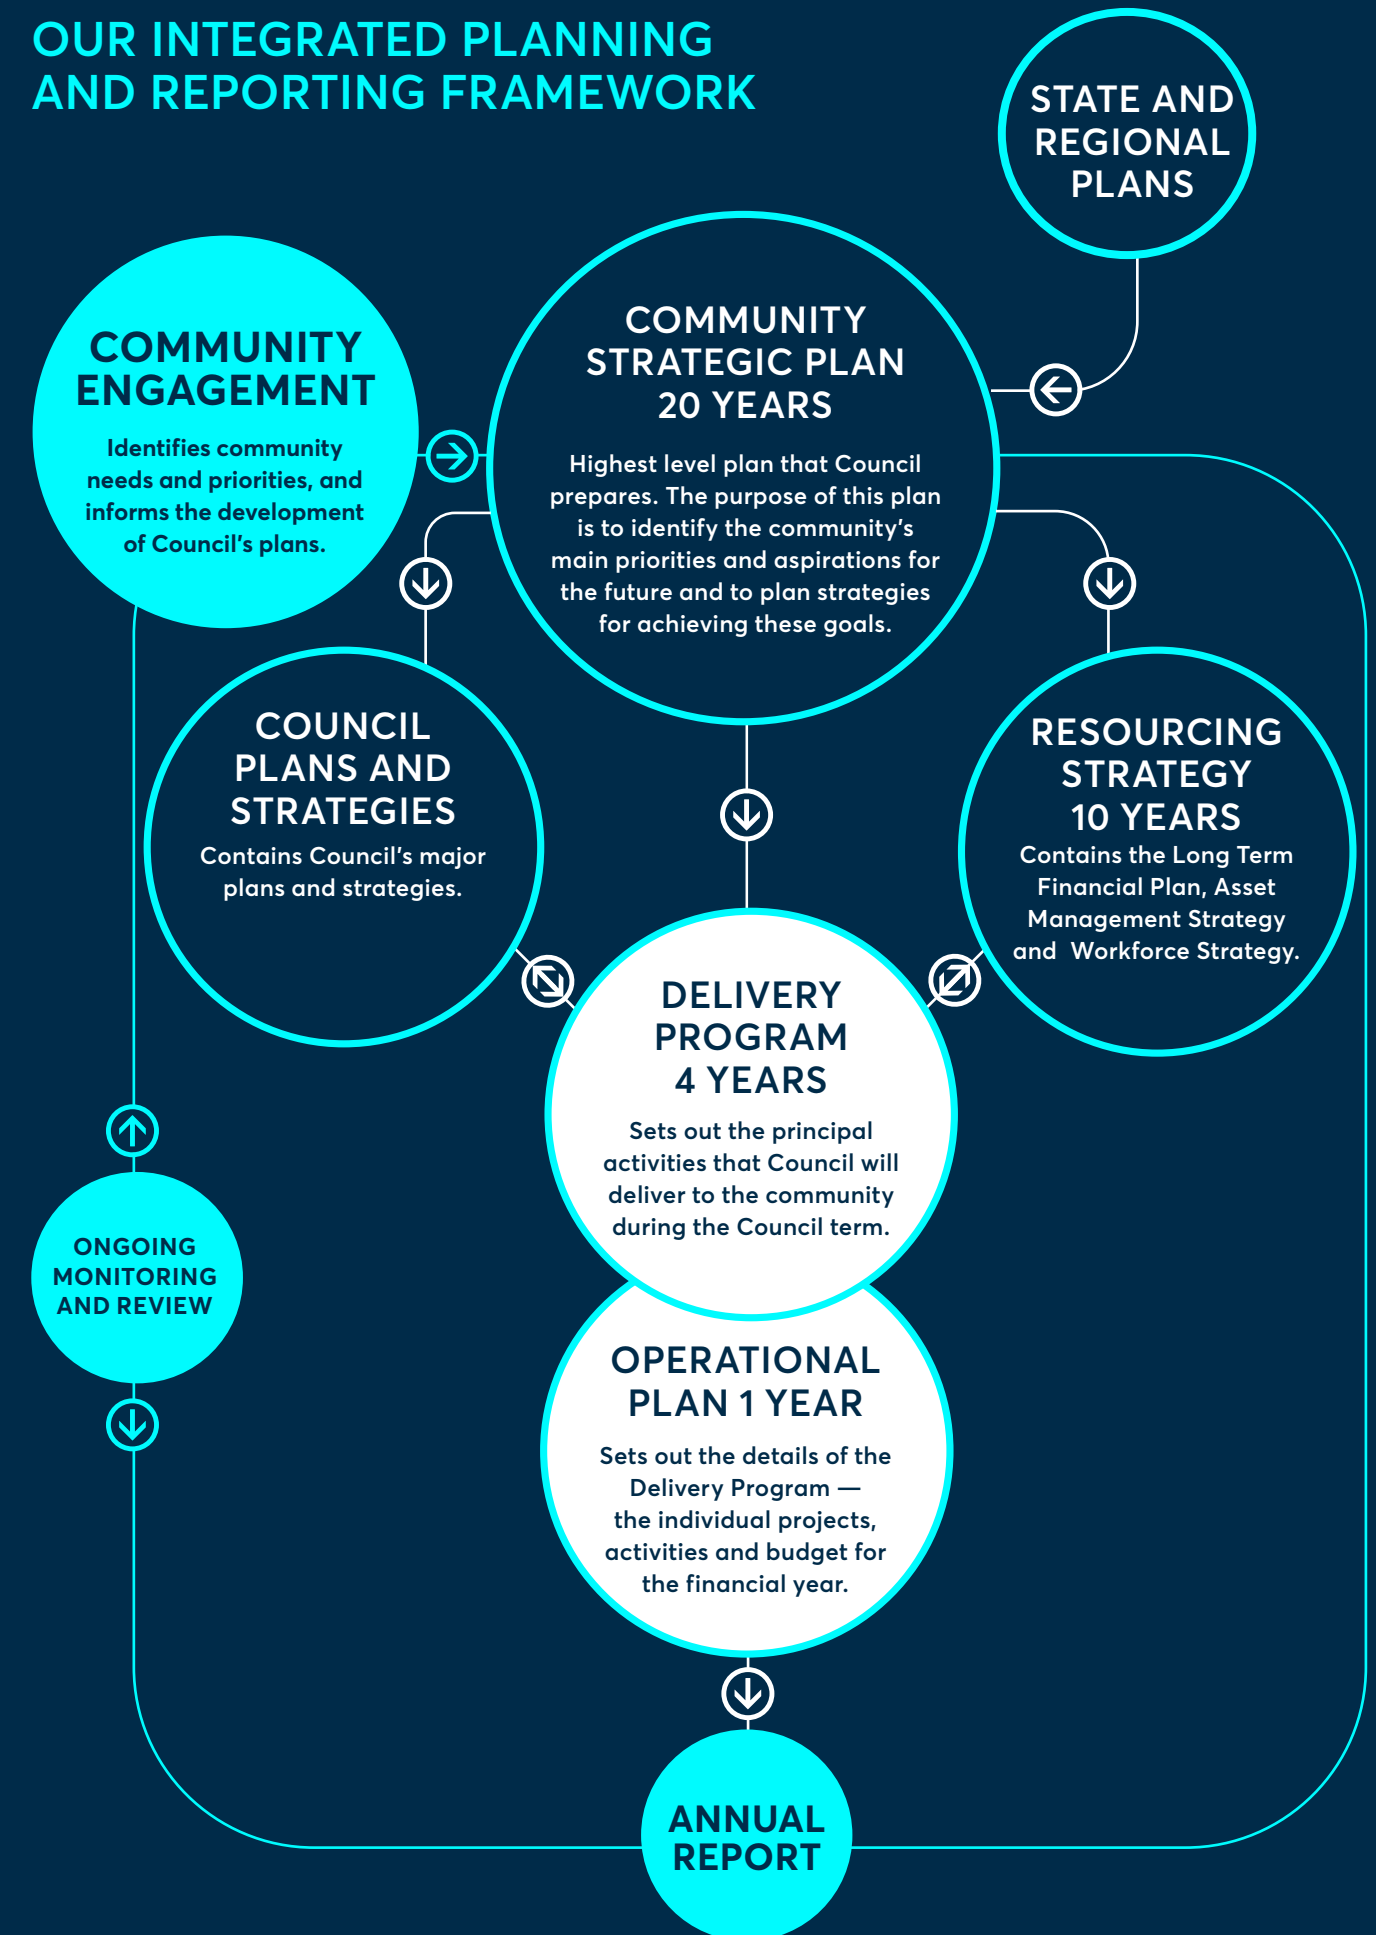 OUR INTEGRATED PLANNING
AND REPORTING FRAMEWORK
STATE AND
REGIONAL
PLANS
COMMUNITY
ENGAGEMENT
Identifies community
needs and priorities, and
informs the development
of Council's plans.
COMMUNITY
STRATEGIC PLAN
20 YEARS
Highest level plan that Council
prepares. The purpose of this plan
is to identify the community's
main priorities and aspirations for
the future and to plan strategies
for achieving these goals.
COUNCIL
PLANS AND
STRATEGIES
Contains Council's major
plans and strategies.
RESOURCING
STRATEGY
10 YEARS
Contains the Long Term
Financial Plan, Asset
Management Strategy
and  Workforce Strategy.
DELIVERY
PROGRAM
4 YEARS
Sets out the principal
activities that Council will
deliver to the community
during the Council term.
ONGOING
MONITORING
AND REVIEW
OPERATIONAL
PLAN 1 YEAR
Sets out the details of the
Delivery Program —
the individual projects,
activities and budget for
the financial year.
ANNUAL
REPORT